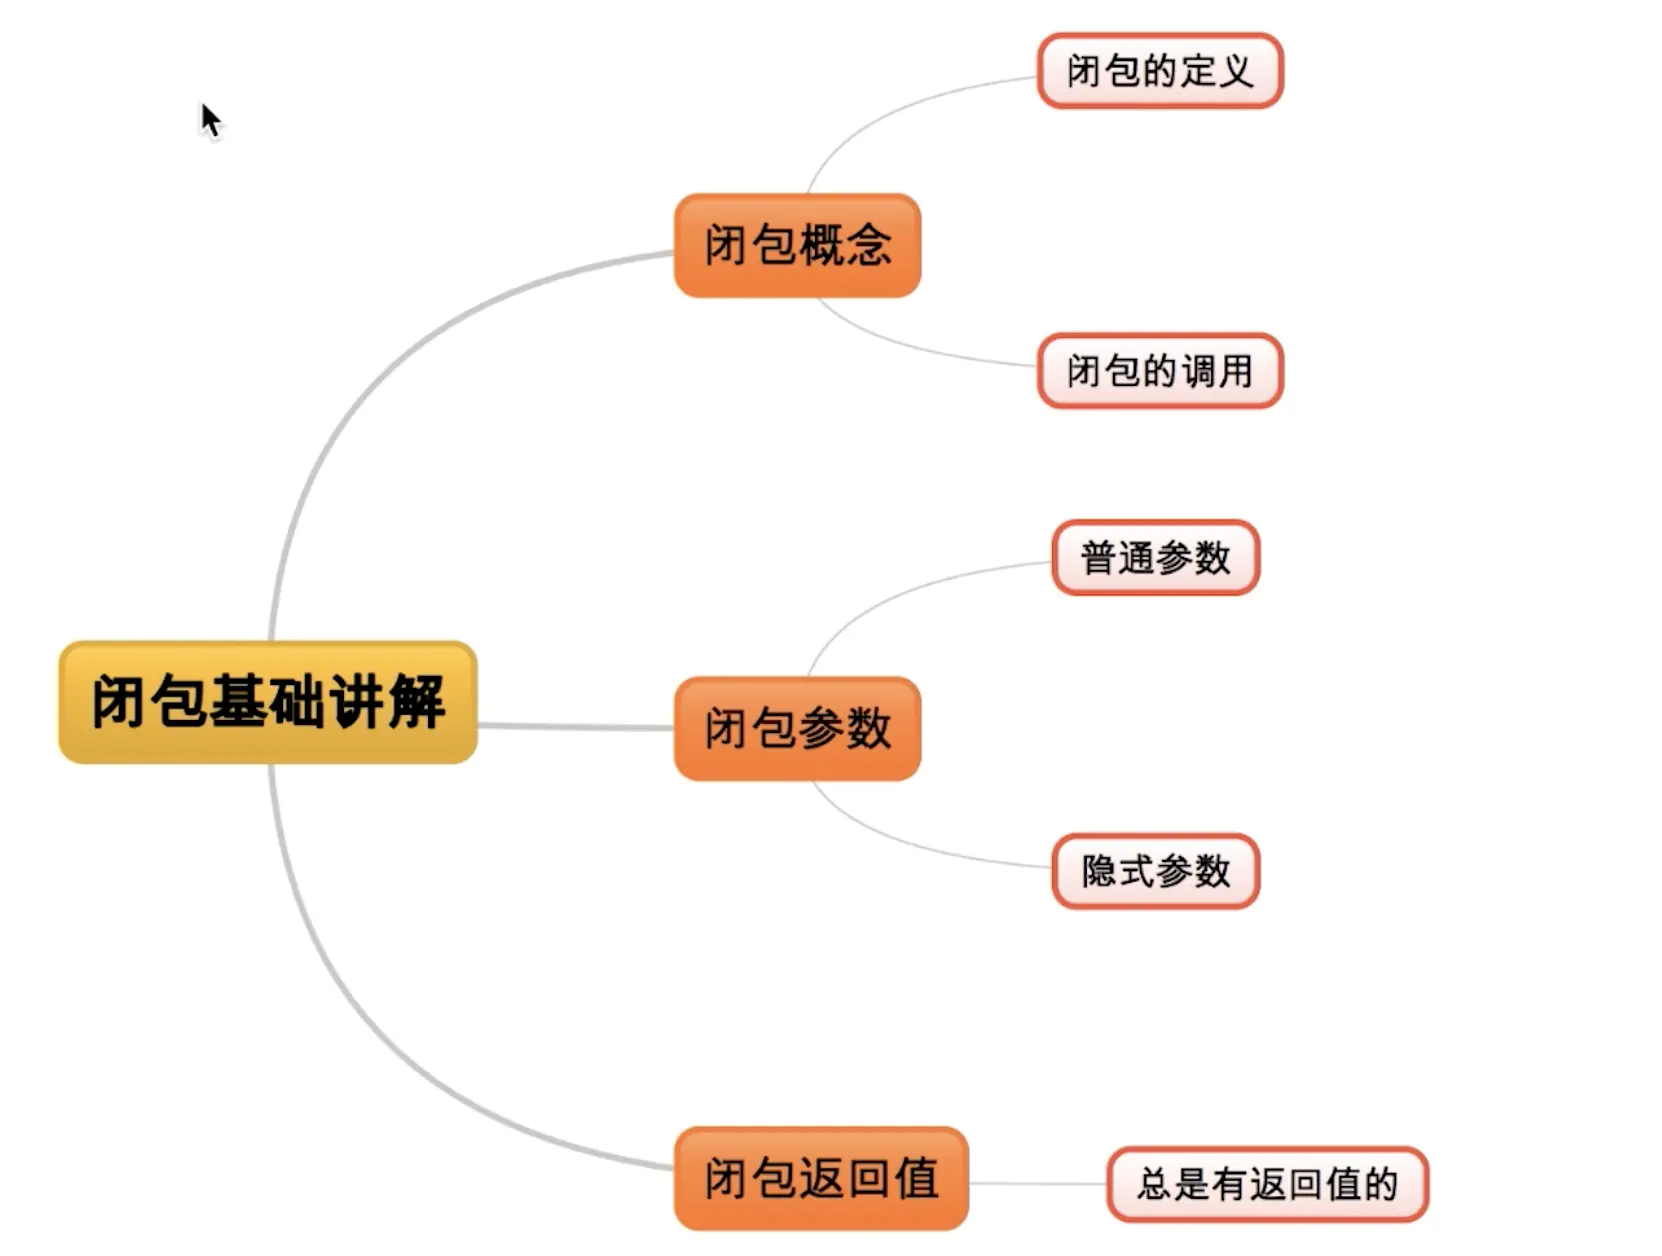 闭包的定义
闭包概念
闭包的调用
普通参数
闭包基础讲解
闭包参数
隐式参数
闭包返回值
总是有返回值的